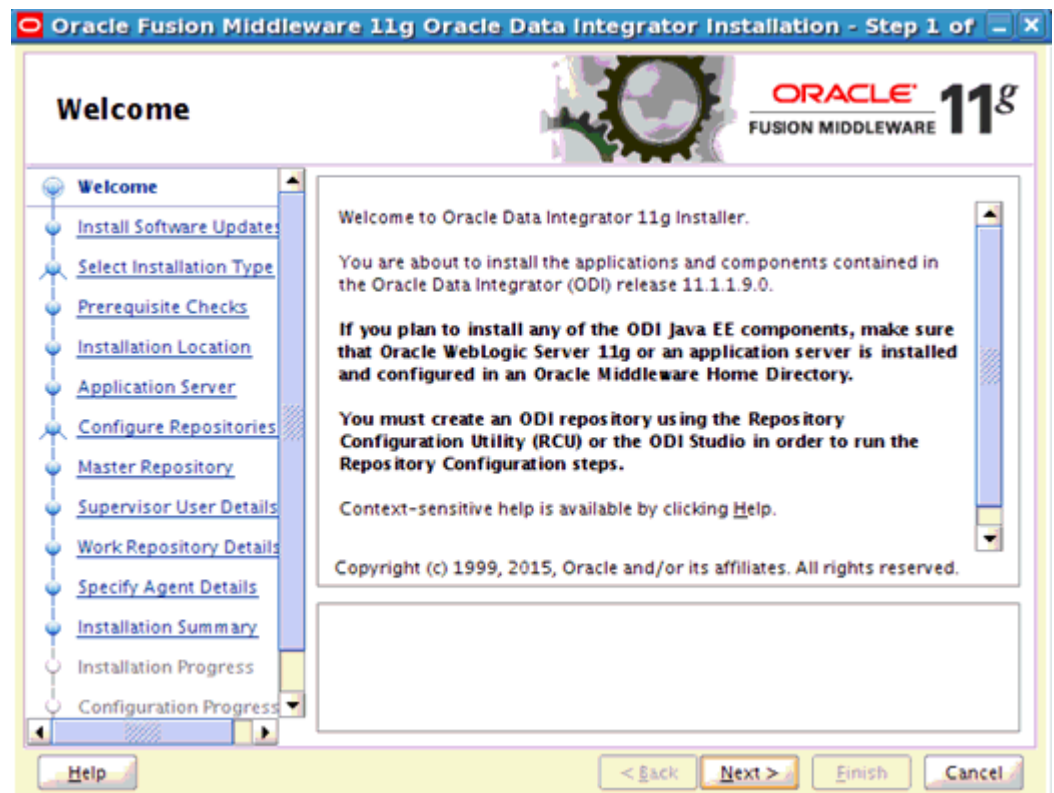 Oracle Fusion Middleware 11g Oracle Data Integrator Installation - Step 1 of
Welcome
ORACLE
FUSION MIDDLEWARE
11g
Welcome
Install Software Updates
Select Installation Type
Prerequisite Checks
Installation Location
Application Server
Configure Repositories
Master Repository
Supervisor User Details
Work Repository Details
Specify Agent Details
Installation Summary
Installation Progress
Configuration Progress
Welcome to Oracle Data Integrator 11g Installer.
You are about to install the applications and components contained in
the Oracle Data Integrator (ODI) release 11.1.1.9.0.
If you plan to install any of the ODI Java EE components, make sure
that Oracle WebLogic Server 11g or an application server is installed
and configured in an Oracle Middleware Home Directory.
You must create an ODI repository using the Repository
Configuration Utility (RCU) or the ODI Studio in order to run the
Repository Configuration steps.
Context-sensitive help is available by clicking Help.
Copyright (c) 1999, 2015, Oracle and/or its affiliates. All rights reserved.
Help
< Back
Next >
Finish
Cancel